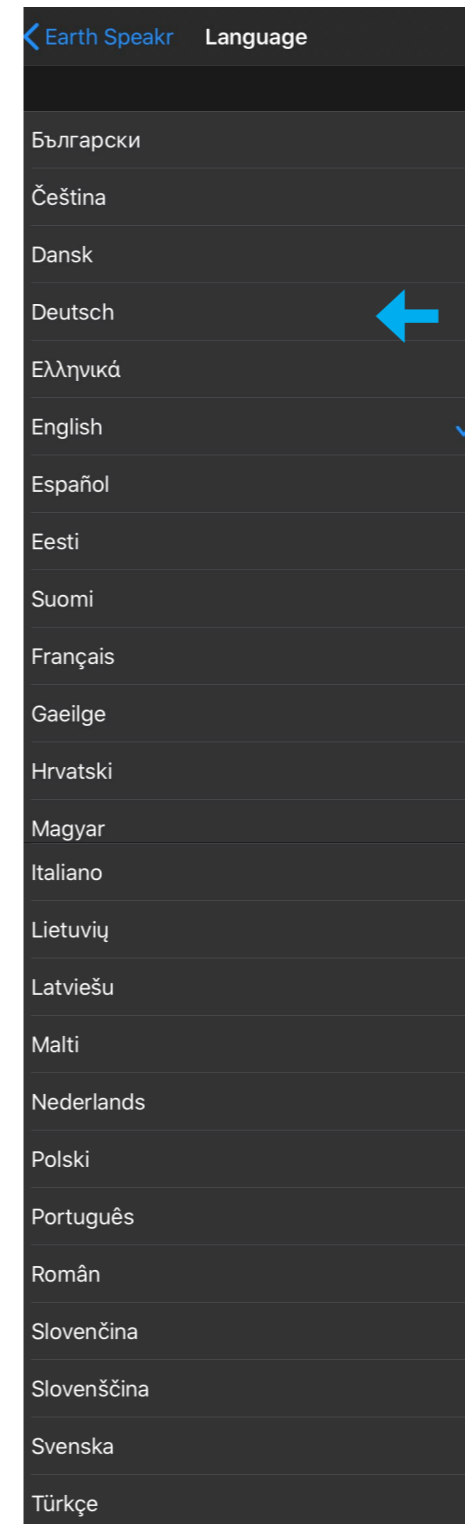 Earth Speakr Language
Български
Čeština
Dansk
Deutsch
Ελληνικά
English
Español
Eesti
Suomi
Français
Gaeilge
Hrvatski
Magyar
Italiano
Lietuvių
Latviešu
Malti
Nederlands
Polski
Português
Român
Slovenčina
Slovenščina
Svenska
Türkçe